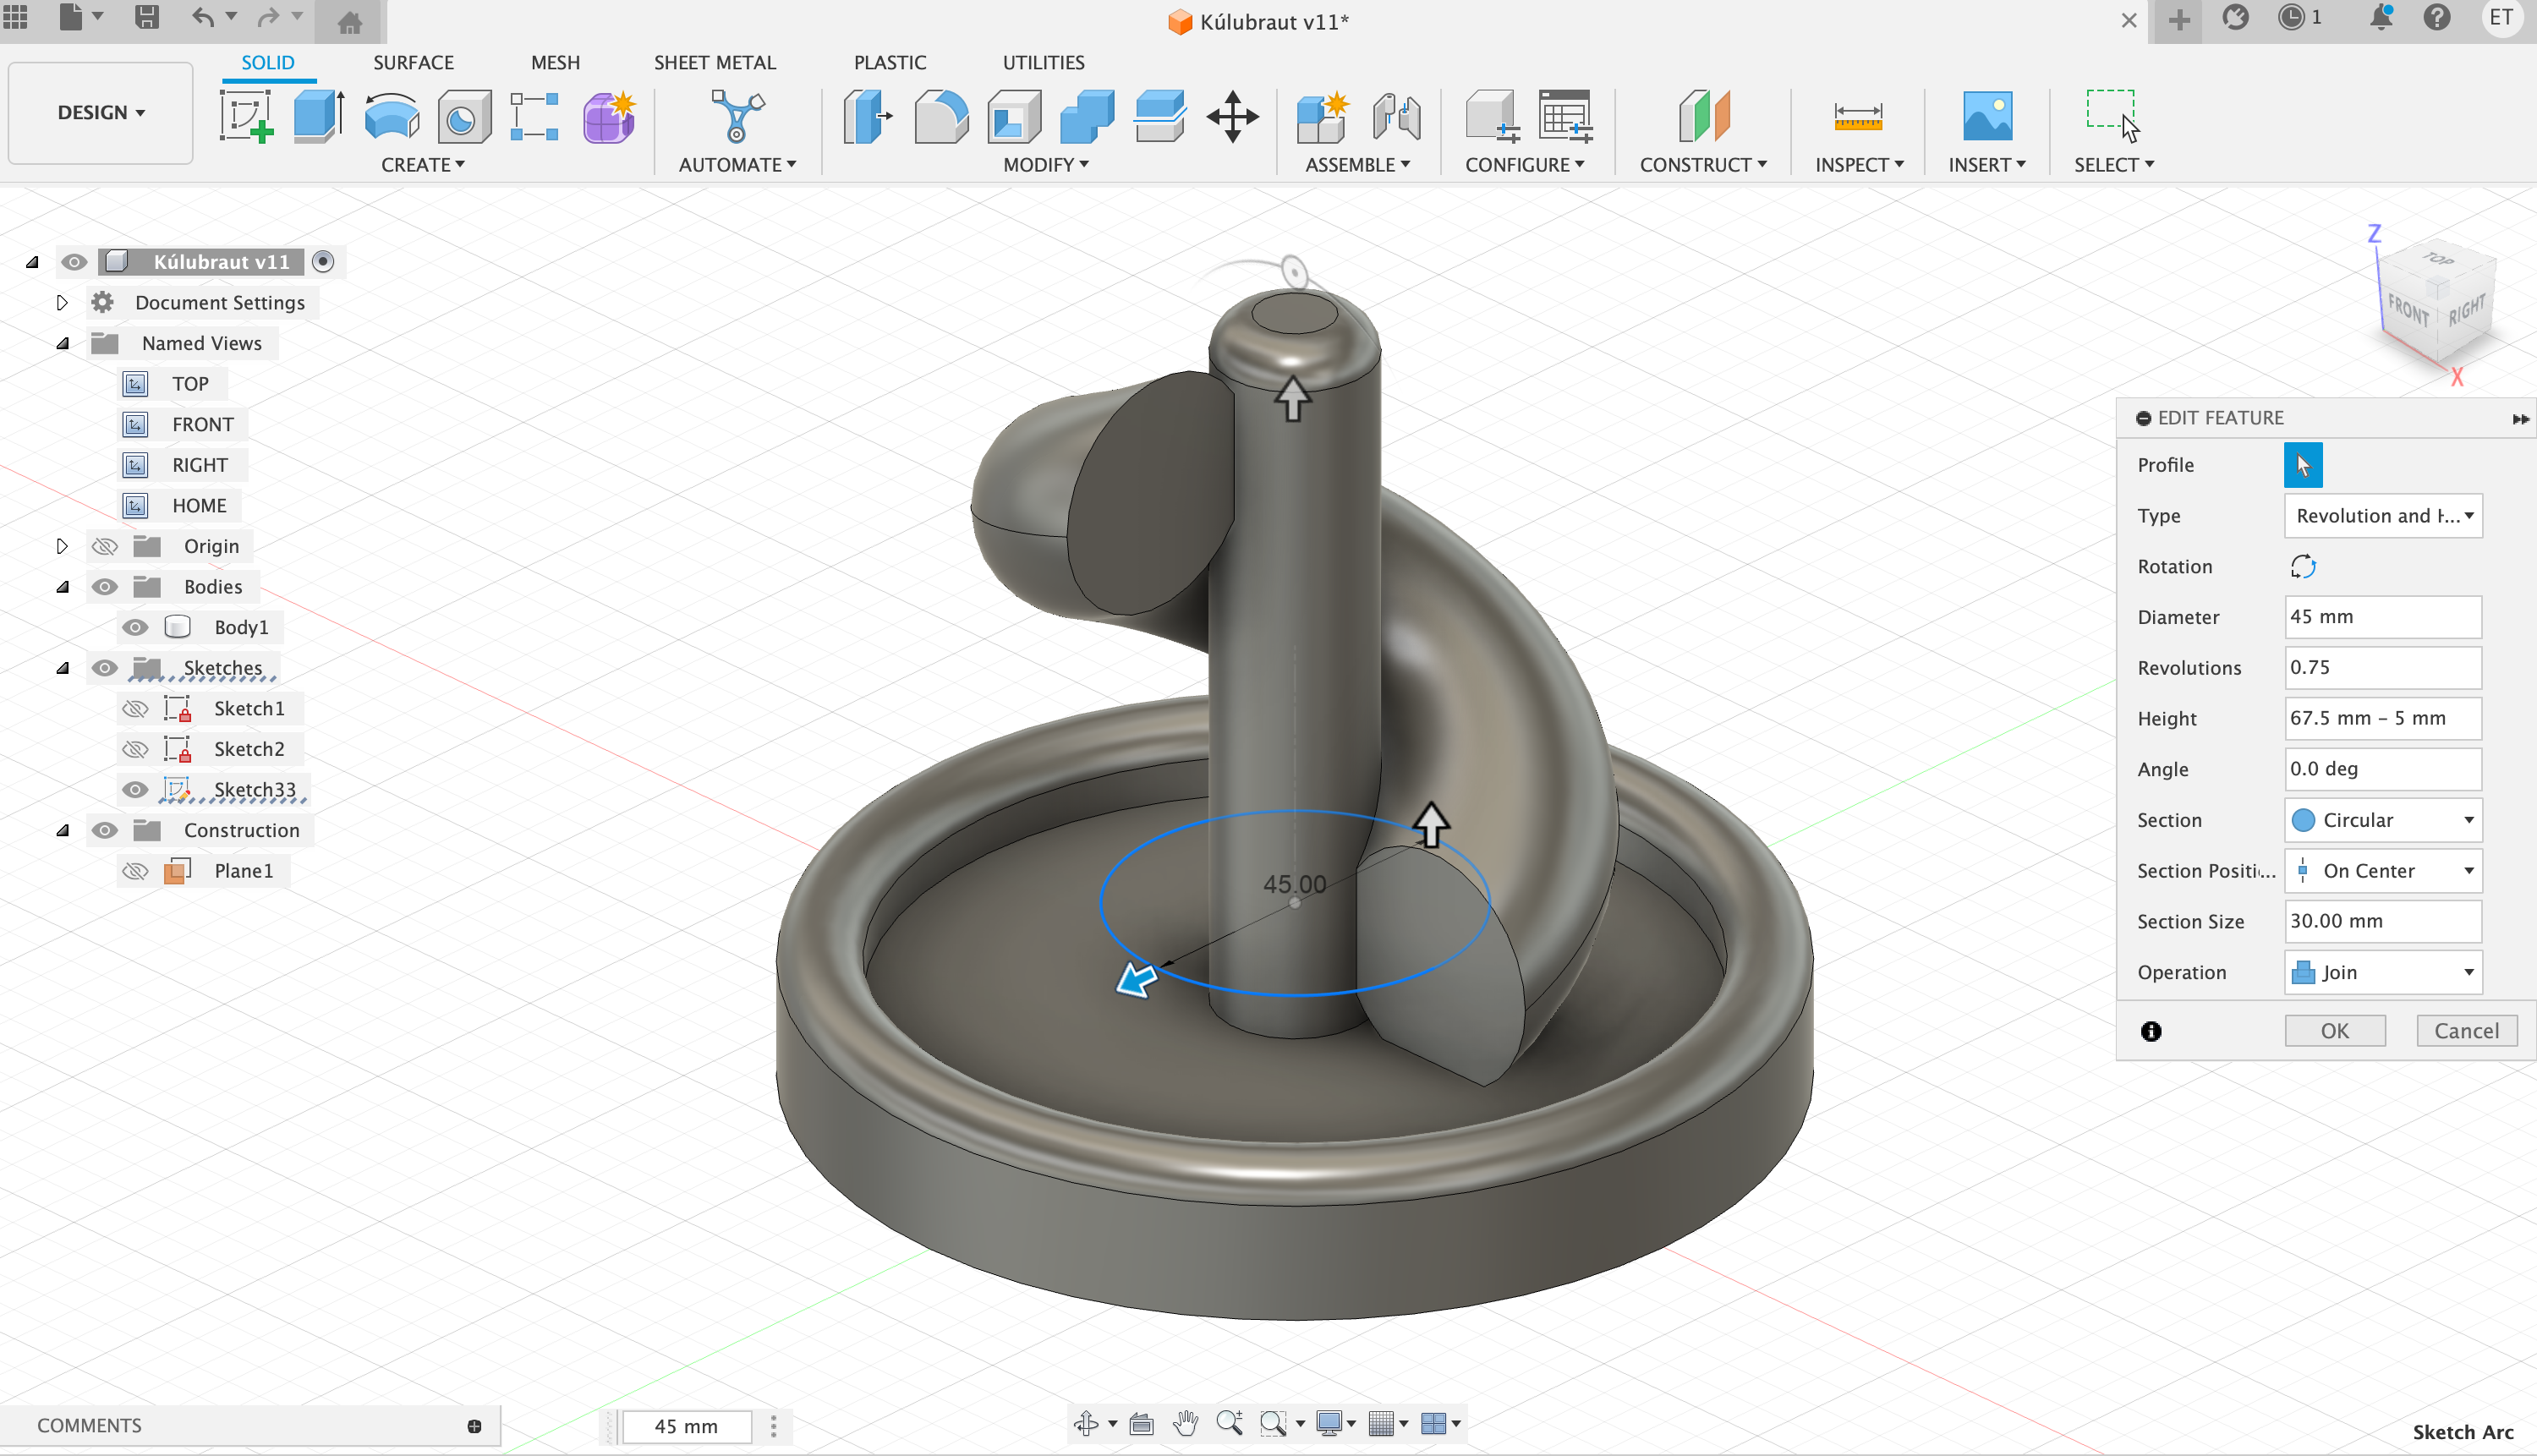 Kúlubraut v11*
1
ET
SOLID SURFACE MESH SHEET METAL PLASTIC UTILITIES
DESIGN
CREATE AUTOMATE MODIFY ASSEMBLE CONFIGURE CONSTRUCT INSPECT INSERT SELECT
Kúlubraut v11
Document Settings
Named Views
TOP
FRONT
RIGHT
HOME
Origin
Bodies
Body1
Sketches
Sketch1
Sketch2
Sketch33
Construction
Plane1
Z
TOP
FRONT RIGHT
X
45.00
EDIT FEATURE
Profile
Type Revolution and H...
Rotation
Diameter 45 mm
Revolutions 0.75
Height 67.5 mm - 5 mm
Angle 0.0 deg
Section Circular
Section Positi... On Center
Section Size 30.00 mm
Operation Join
OK Cancel
COMMENTS
45 mm
Sketch Arc